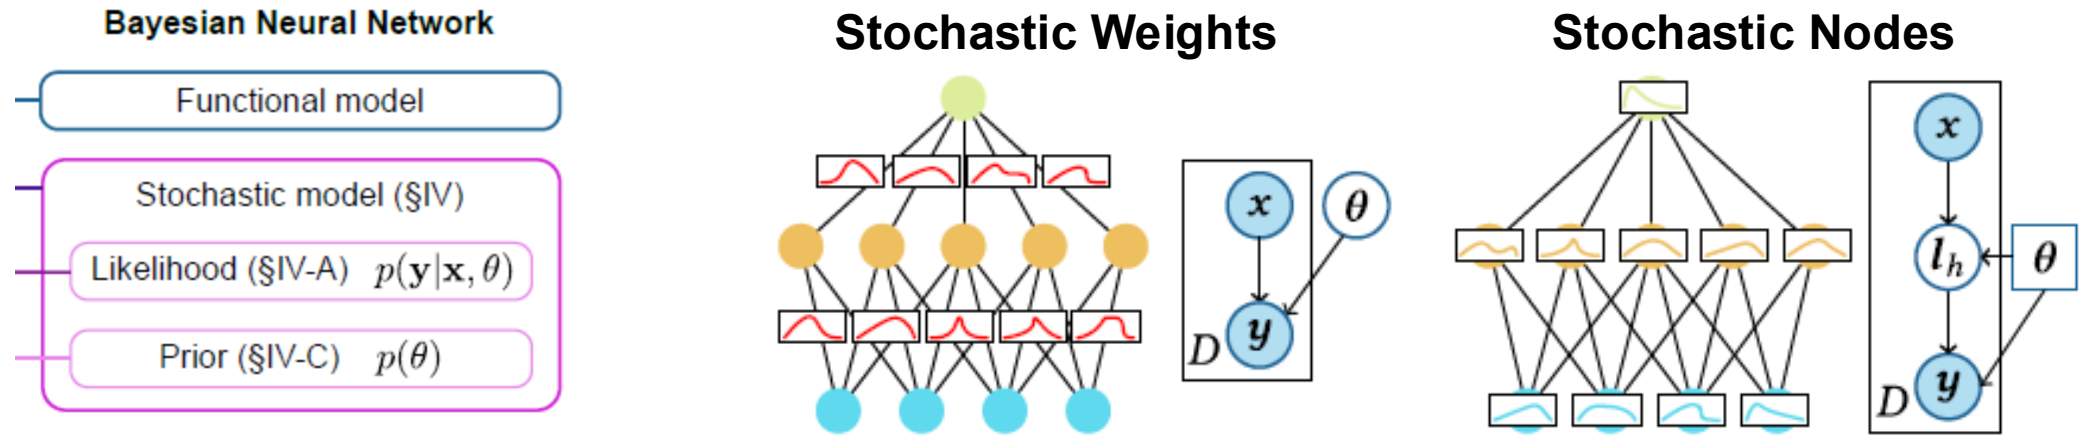 Bayesian Neural Network
Functional model
Stochastic model (§IV)
Likelihood (§IV-A) p(y|x, θ)
Prior (§IV-C) p(θ)
Stochastic Weights
x
θ
y
D
Stochastic Nodes
x
l_h
θ
y
D